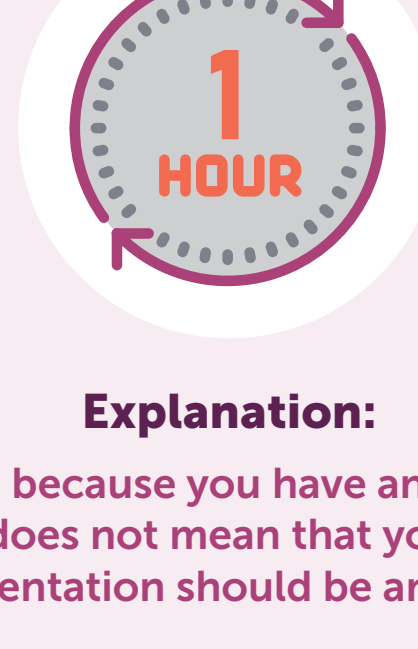 1
HOUR
Explanation:
because you have an
does not mean that yo
entation should be an